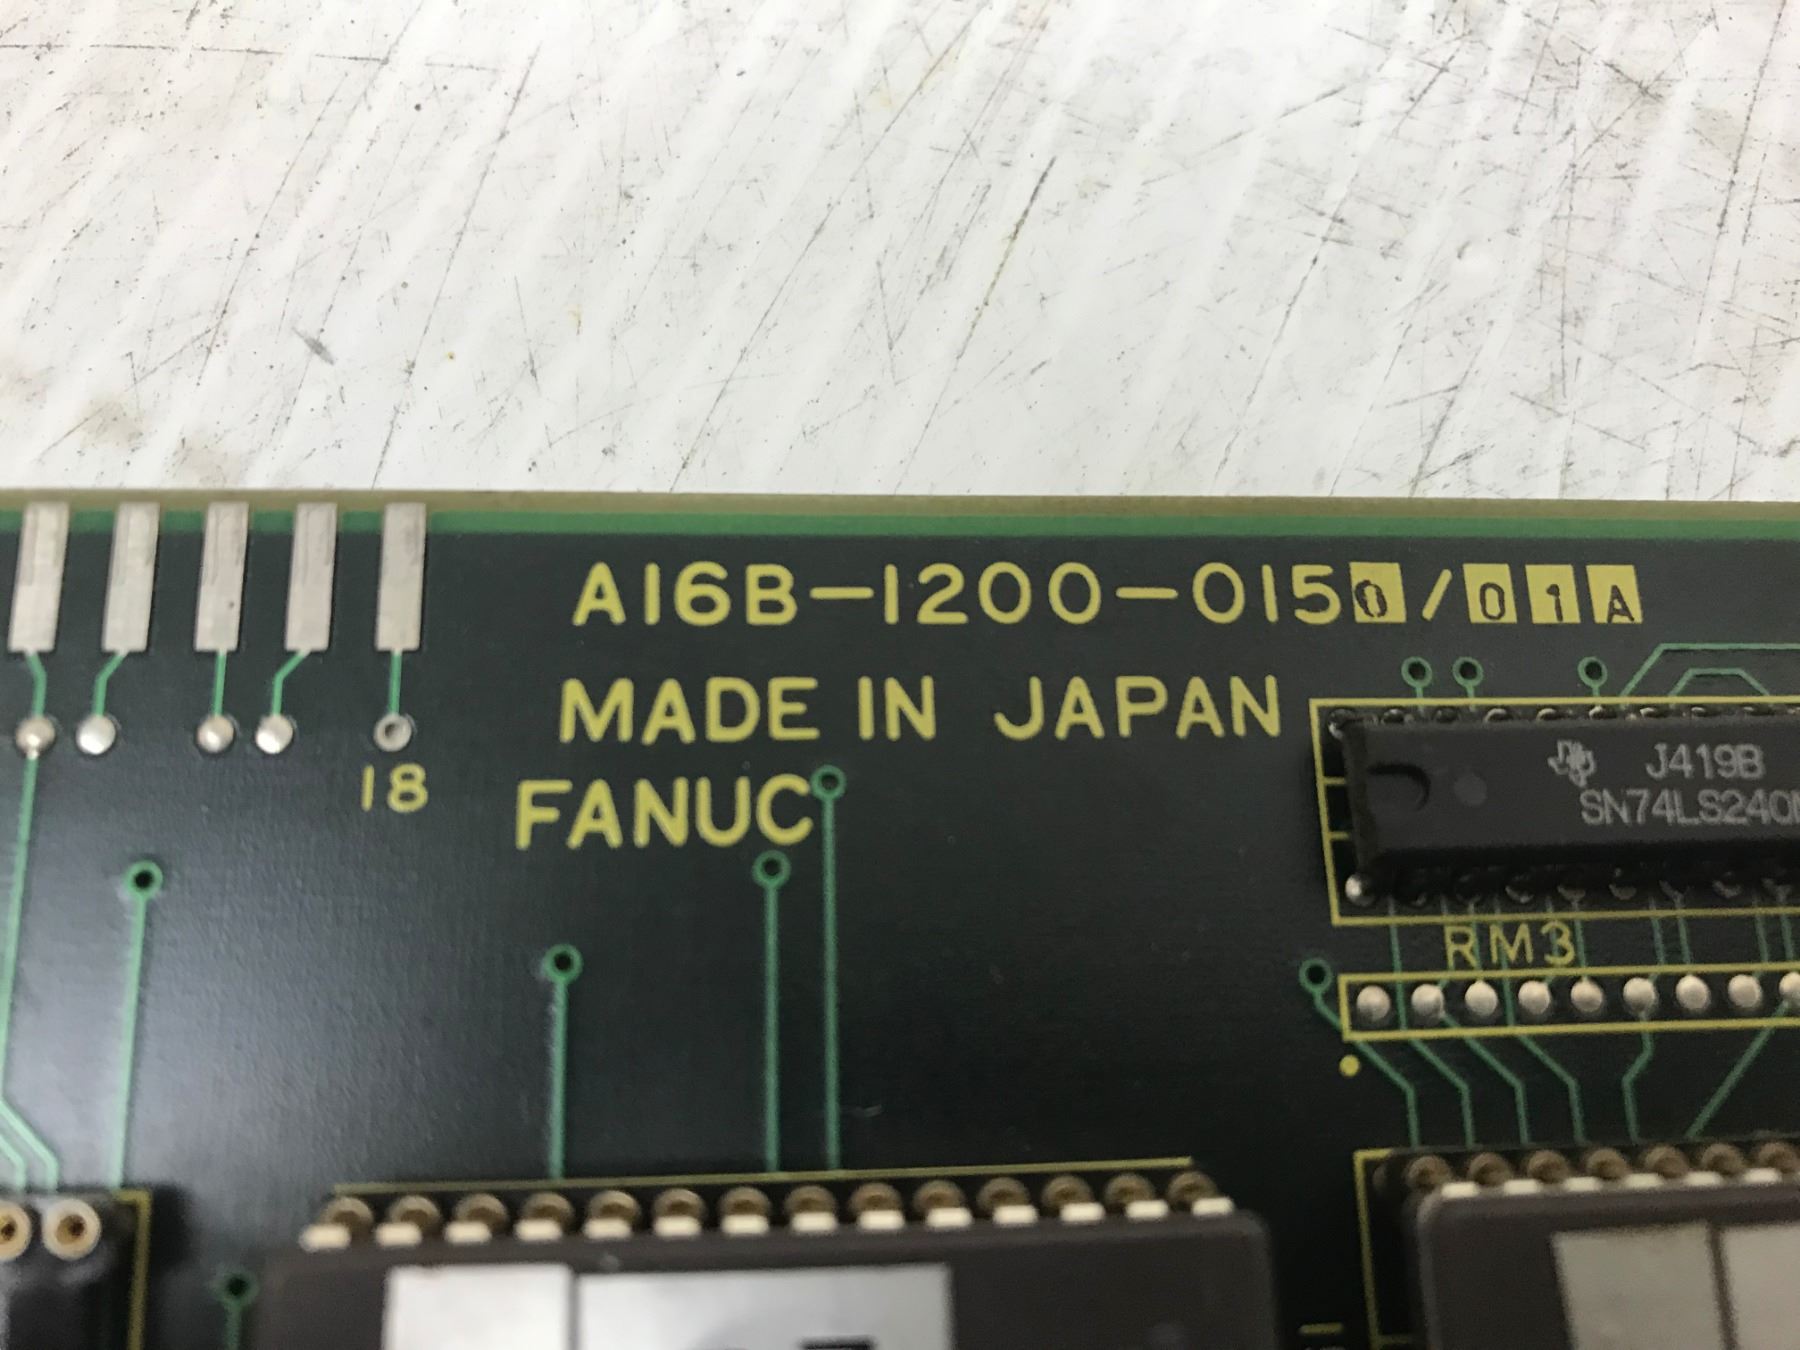 A16B-1200-0150/01A
MADE IN JAPAN
FANUC
18
J419B
SN74LS240
RM3